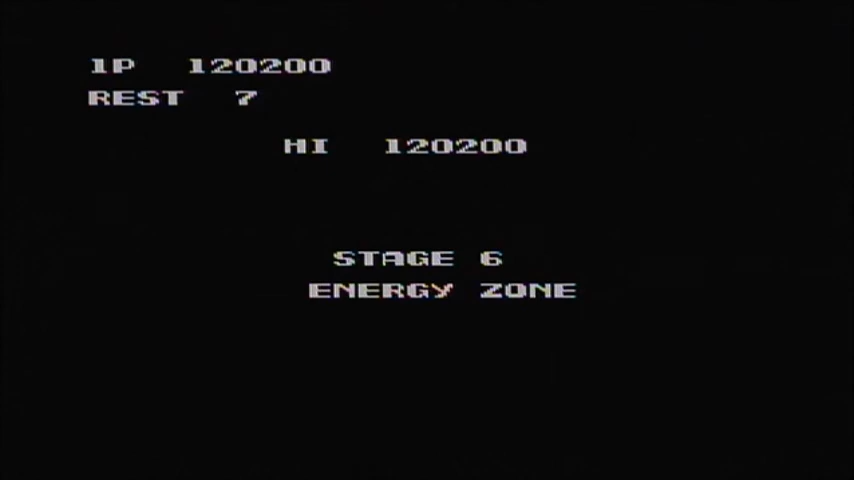 1P 120200
REST 7
HI 120200
STAGE 6
ENERGY ZONE